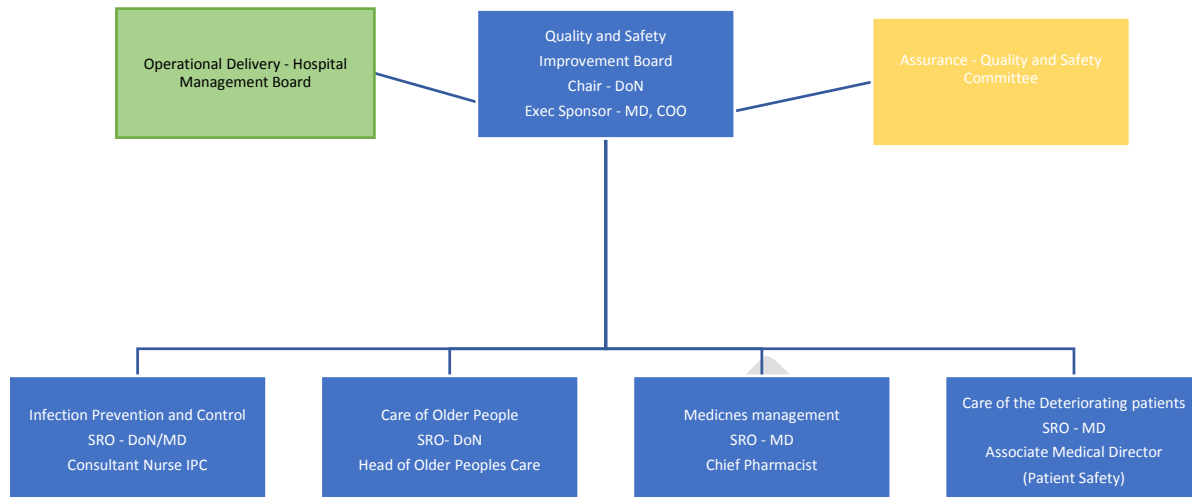 Operational Delivery - Hospital
Management Board
Quality and Safety
Improvement Board
Chair - DoN
Exec Sponsor - MD, COO
Assurance - Quality and Safety
Committee
Infection Prevention and Control
SRO - DoN/MD
Consultant Nurse IPC
Care of Older People
SRO- DoN
Head of Older Peoples Care
Medicnes management
SRO - MD
Chief Pharmacist
Care of the Deteriorating patients
SRO - MD
Associate Medical Director
(Patient Safety)